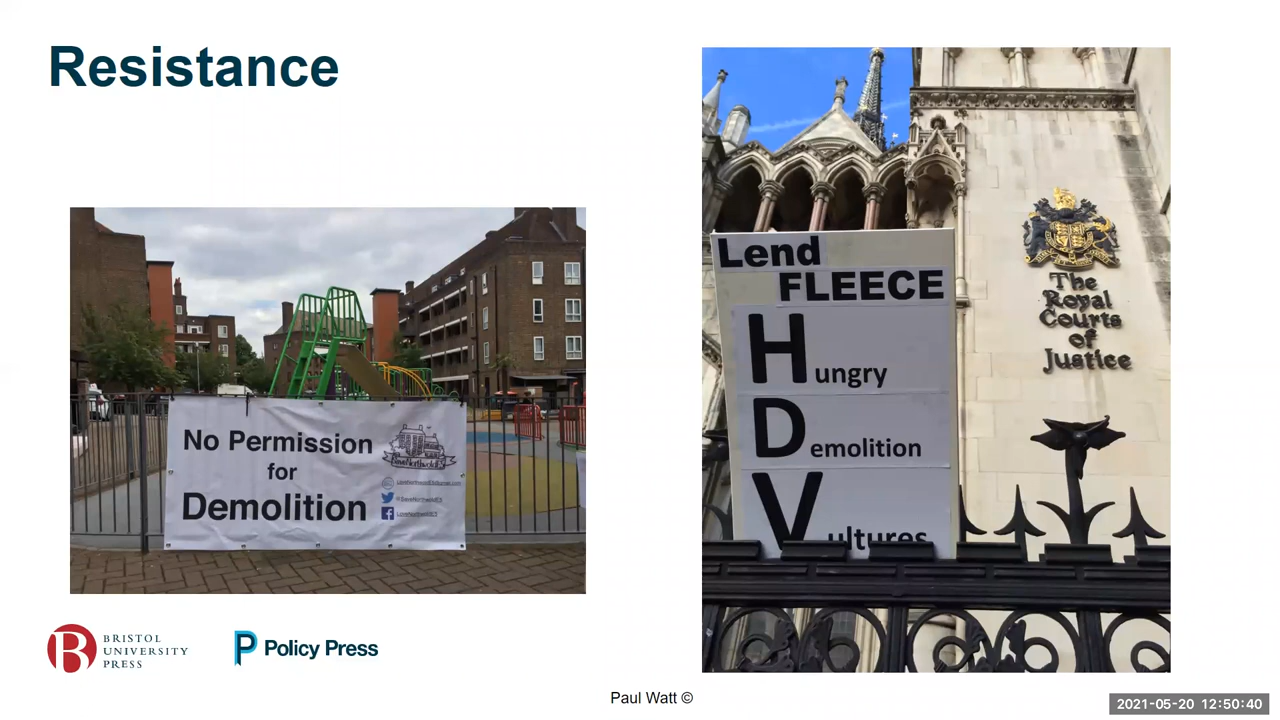 Resistance
No Permission
for
Demolition
Lend
FLEECE
Hungry
Demolition
Vultures
The
Royal
Courts
of
Justice
BRISTOL
UNIVERSITY
PRESS
Policy Press
Paul Watt ©
2021-05-20 12:50:40